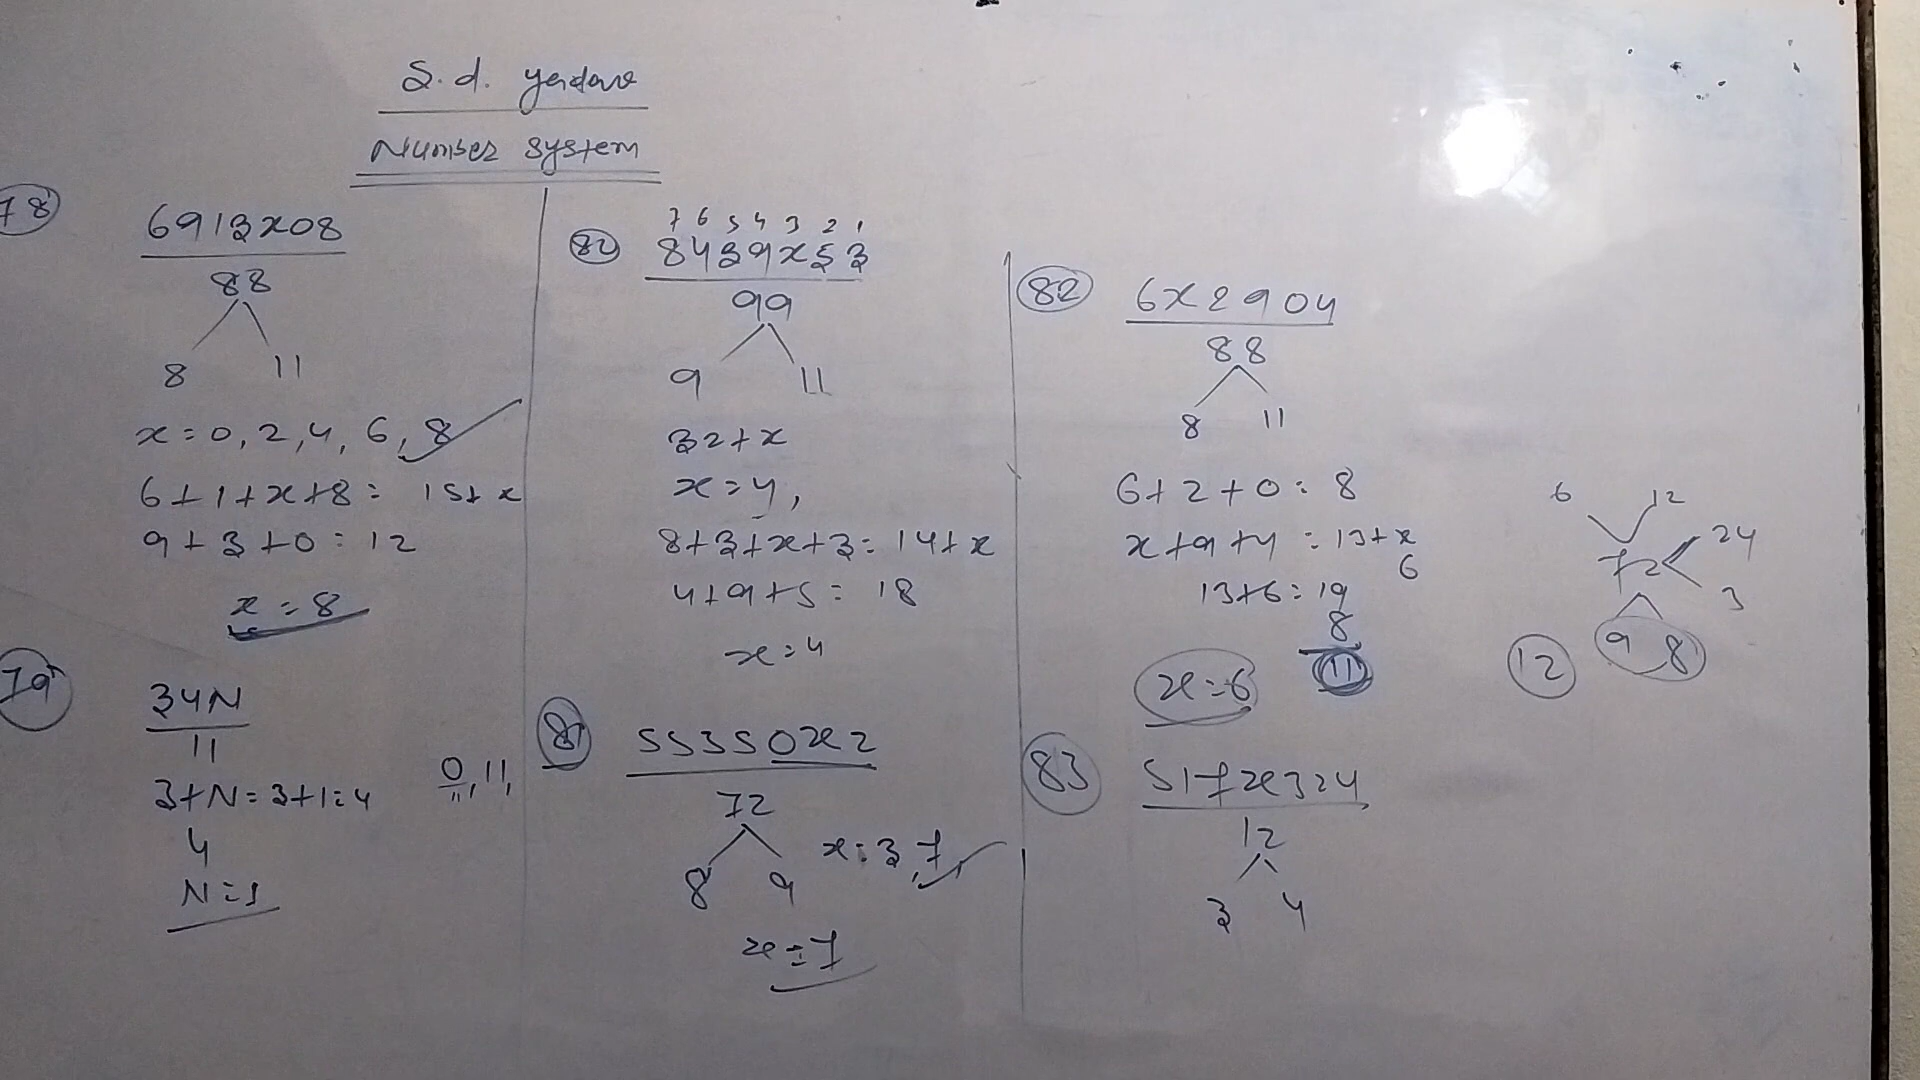 S. d. yadav
Number system
78
6913x08
88
8 11
x = 0, 2, 4, 6, 8
6+1+x+8 = 15+x
9+3+0 = 12
x = 8
79
34N
11
3+N = 3+1 = 4
0, 11,
4
N = 1
7 6 5 4 3 2 1
80
8439x53
99
9 11
32+x
x = 4,
8+3+x+3 = 14+x
4+9+5 = 18
x = 4
81
55350x2
72
8 9
x = 3, 7
x = 7
82
6x2904
88
8 11
6+2+0 = 8
x+9+4 = 13+x
6
13+6 = 19
8
11
x = 6
83
517x324
12
3 4
6 12
72
24
3
9 8
12